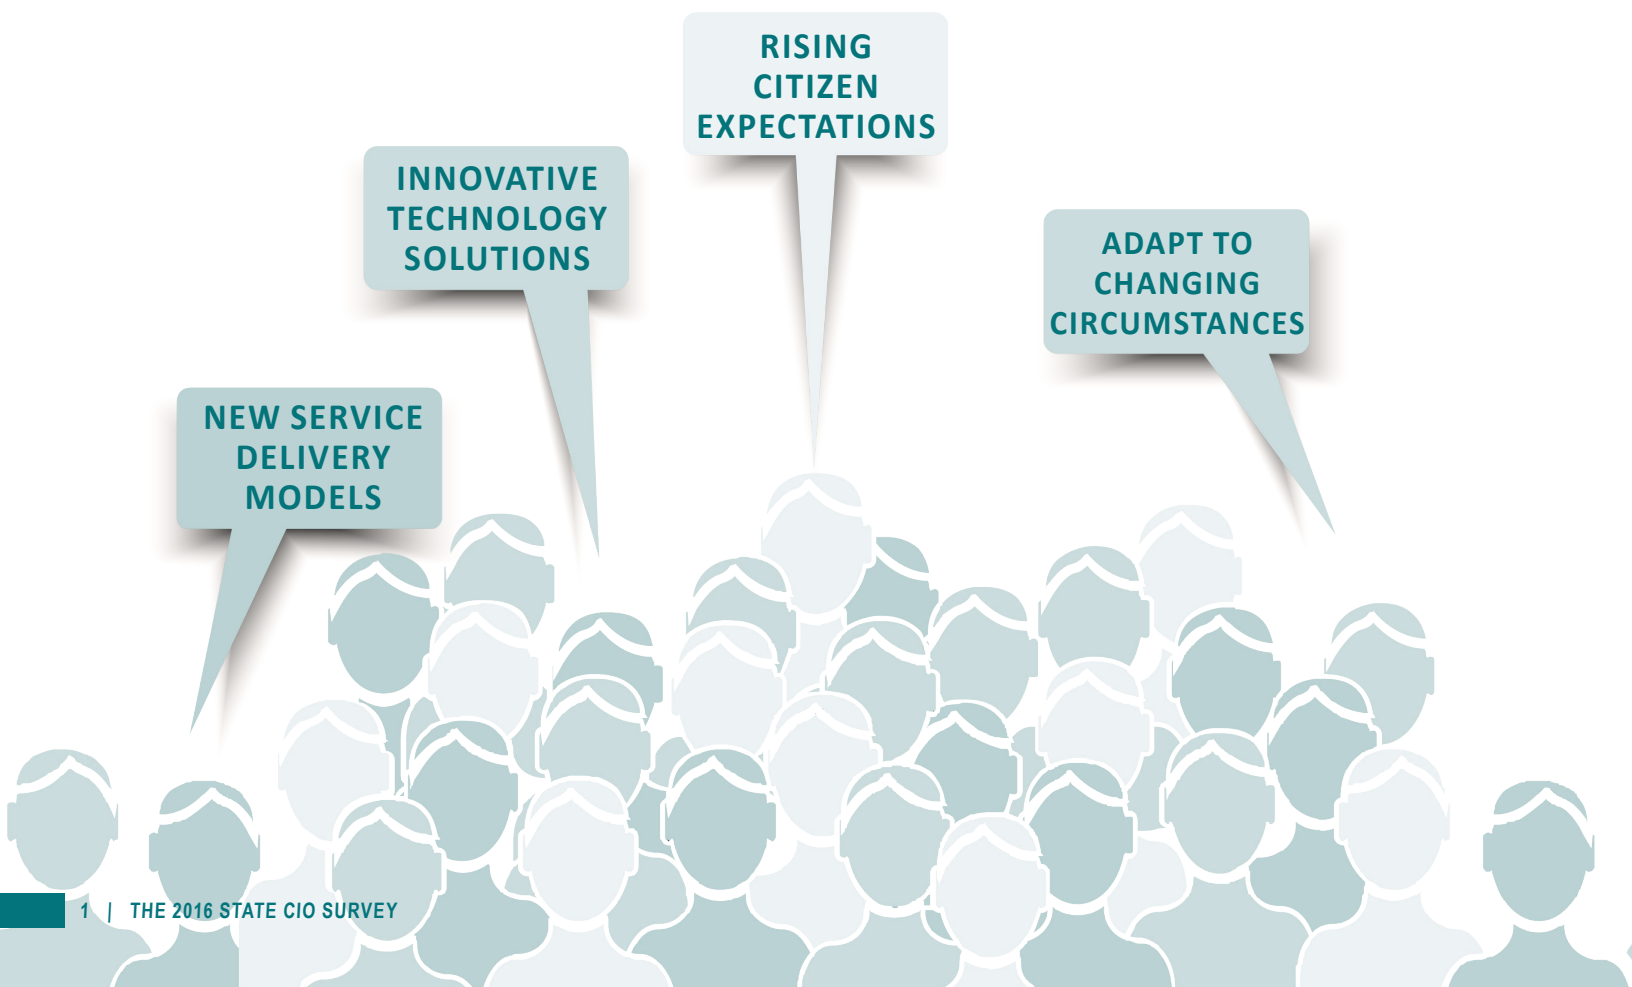 RISING
CITIZEN
EXPECTATIONS
INNOVATIVE
TECHNOLOGY
SOLUTIONS
ADAPT TO
CHANGING
CIRCUMSTANCES
NEW SERVICE
DELIVERY
MODELS
1 | THE 2016 STATE CIO SURVEY